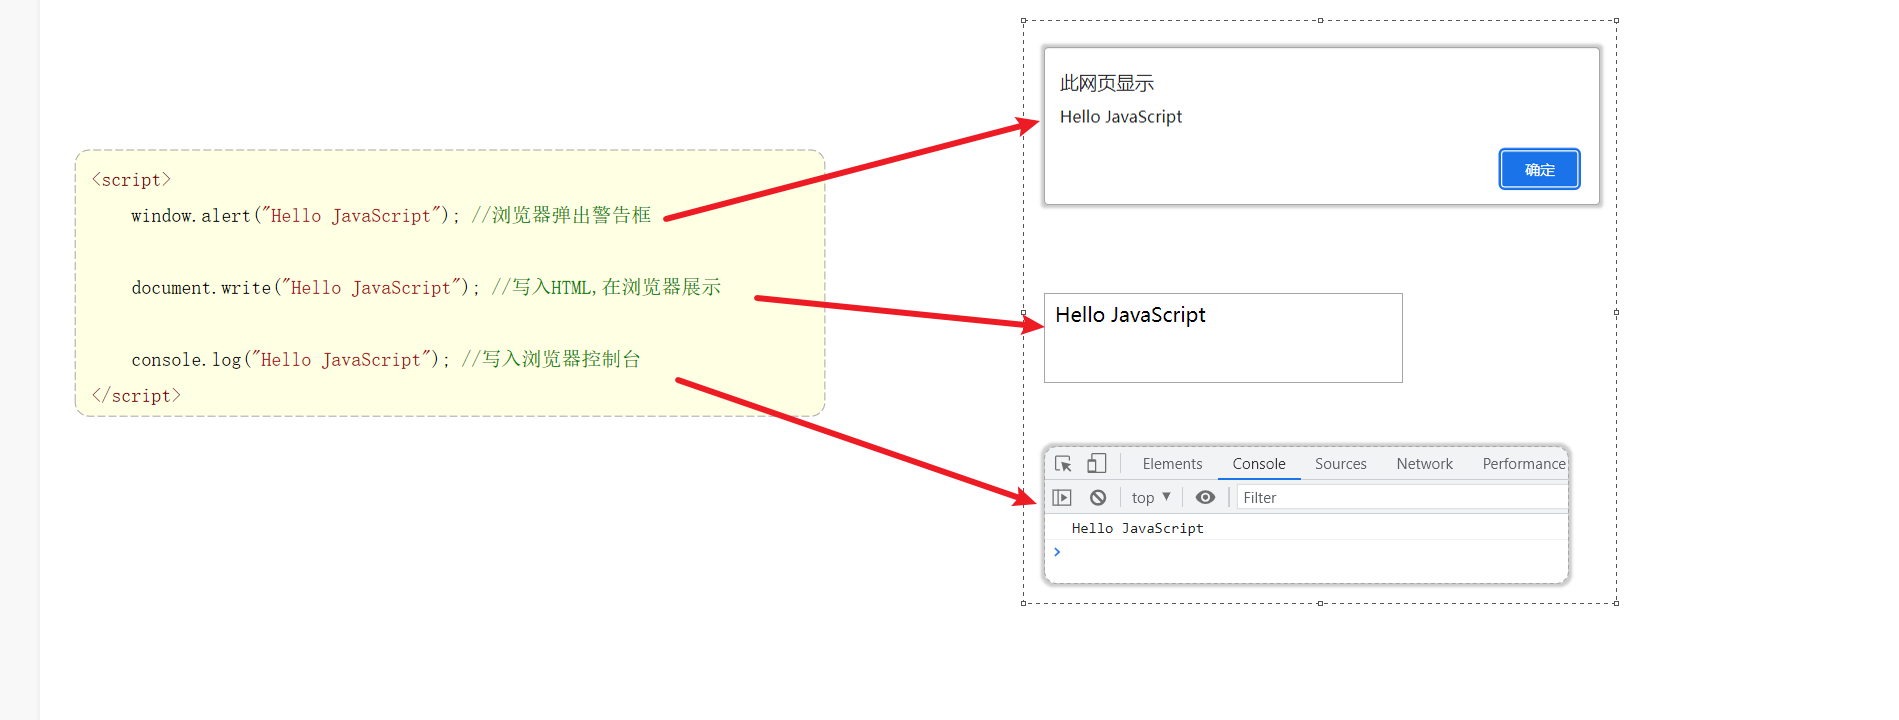 <script>
window.alert("Hello JavaScript"); //浏览器弹出警告框
document.write("Hello JavaScript"); //写入HTML,在浏览器展示
console.log("Hello JavaScript"); //写入浏览器控制台
</script>
此网页显示
Hello JavaScript
确定
Hello JavaScript
Elements Console Sources Network Performance
top ▼ Filter
Hello JavaScript
>